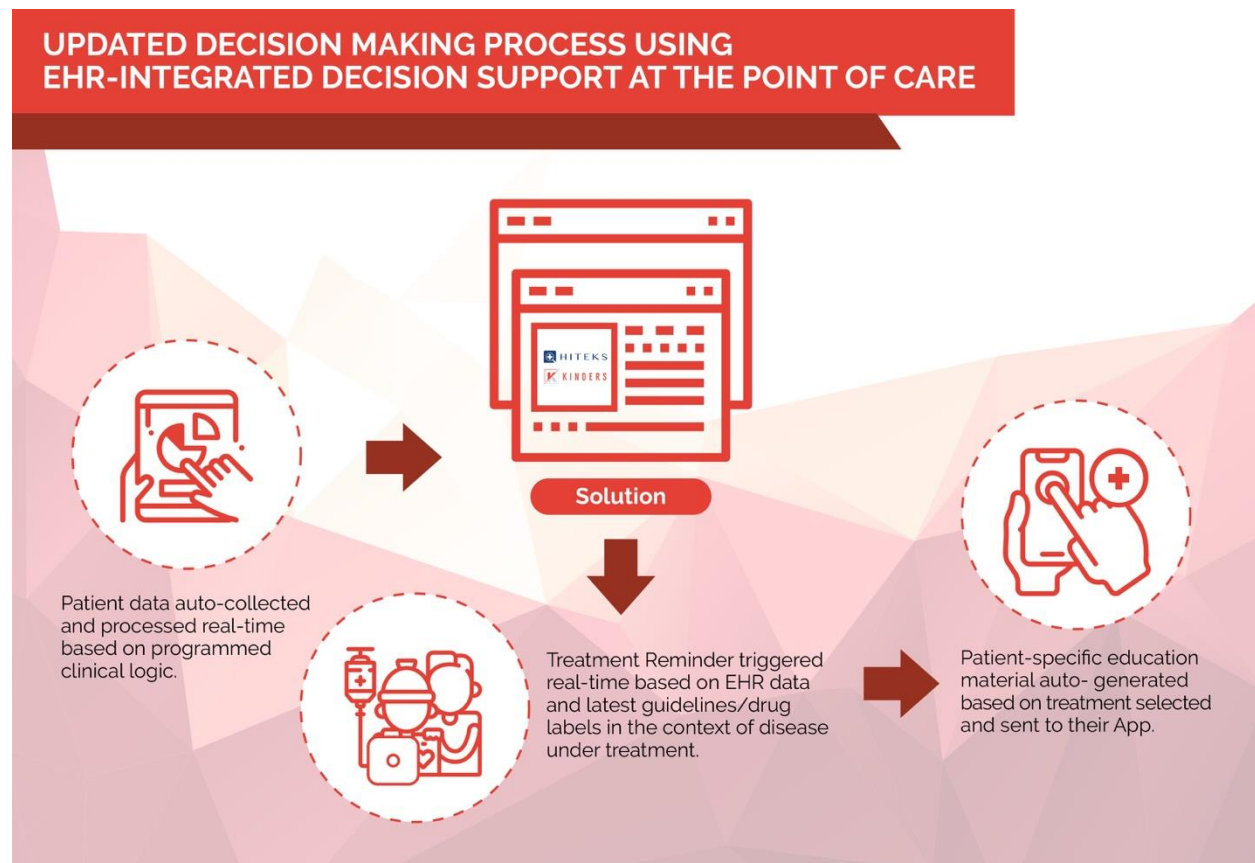 UPDATED DECISION MAKING PROCESS USING
EHR-INTEGRATED DECISION SUPPORT AT THE POINT OF CARE
HITEKS
KINDERS
Solution
Patient data auto-collected
and processed real-time
based on programmed
clinical logic.
Treatment Reminder triggered
real-time based on EHR data
and latest guidelines/drug
labels in the context of disease
under treatment.
Patient-specific education
material auto- generated
based on treatment selected
and sent to their App.